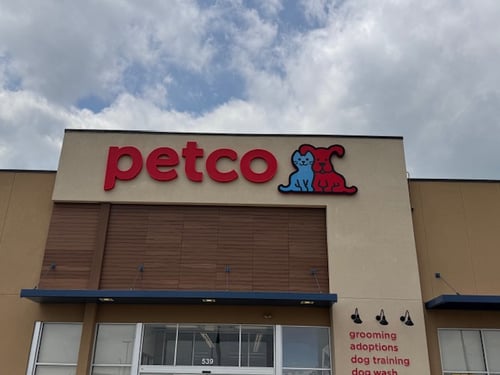 petco
grooming
adoptions
dog training
dog wash
539